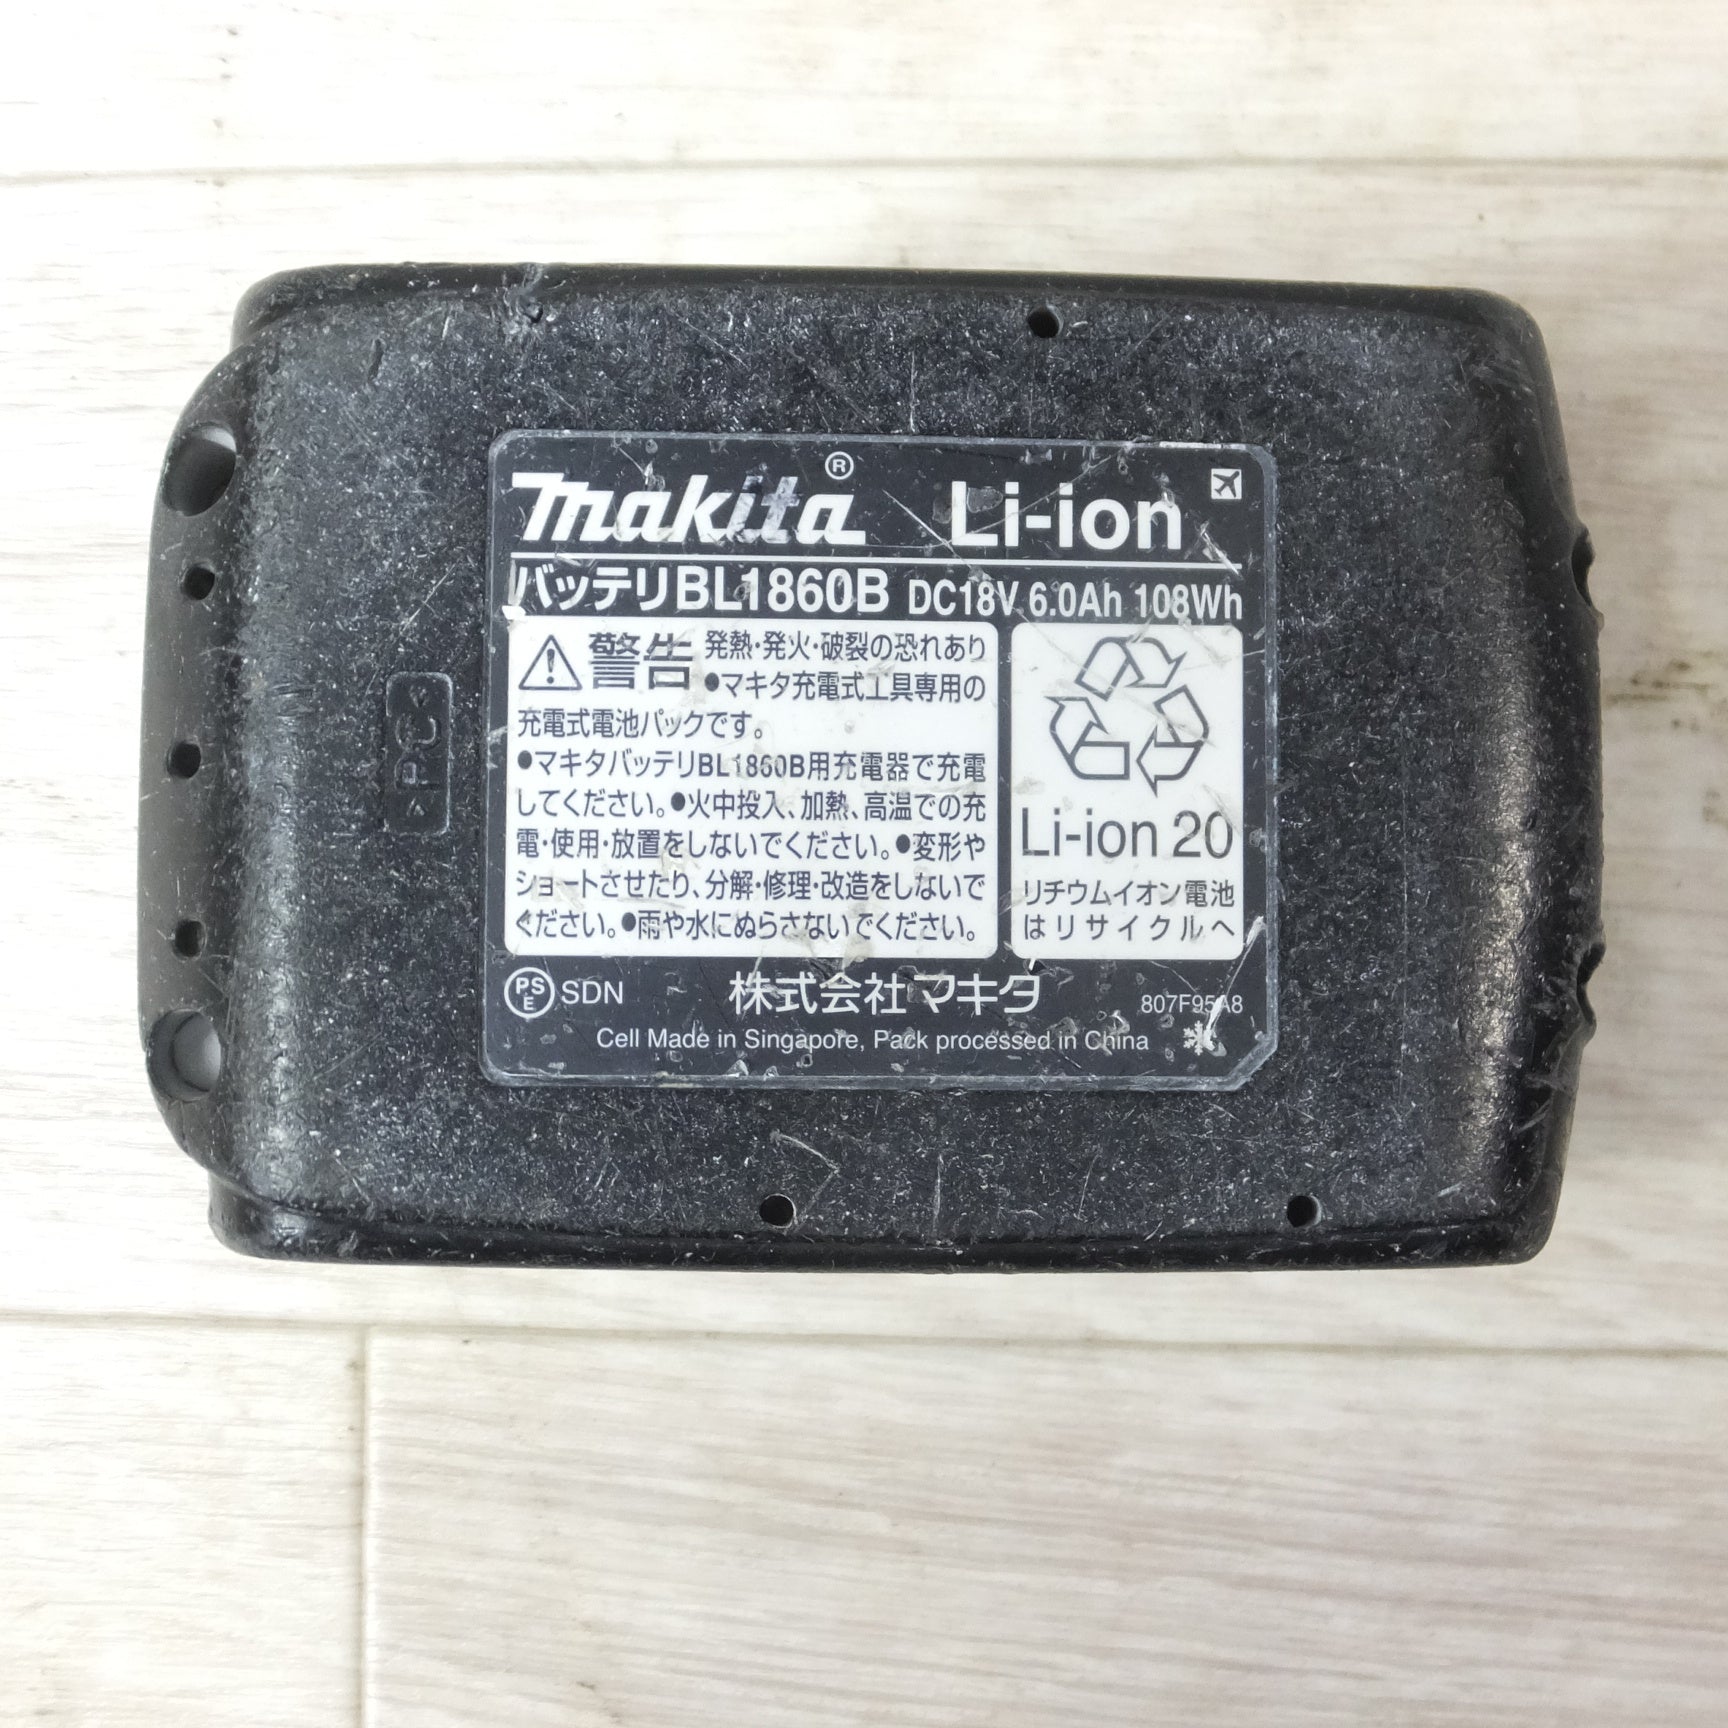 makita® Li-ion
バッテリBL1860B DC18V 6.0Ah 108Wh
警告 発熱・発火・破裂の恐れあり
●マキタ充電式工具専用の
充電式電池パックです。
●マキタバッテリBL1860B用充電器で充電
してください。●火中投入、加熱、高温での充
電・使用・放置をしないでください。●変形や
ショートさせたり、分解・修理・改造をしないで
ください。●雨や水にぬらさないでください。
Li-ion 20
リチウムイオン電池
はリサイクルへ
PSE SDN 株式会社マキタ 807F95A8
Cell Made in Singapore, Pack processed in China
>PC<